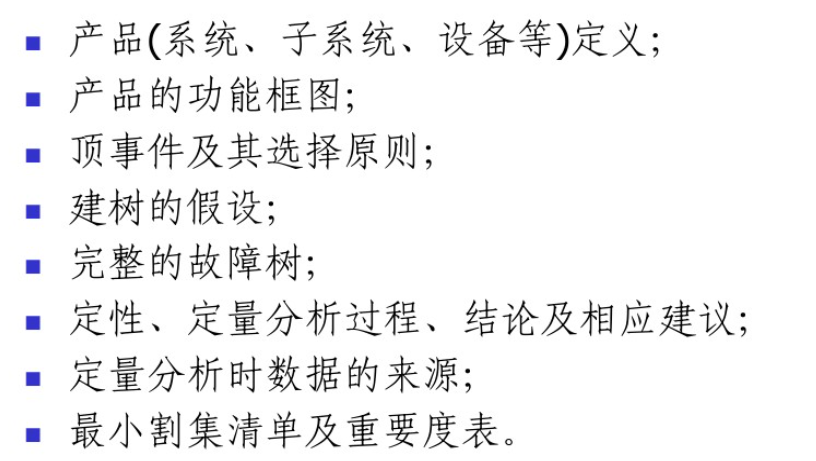 产品(系统、子系统、设备等)定义;
产品的功能框图;
顶事件及其选择原则;
建树的假设;
完整的故障树;
定性、定量分析过程、结论及相应建议;
定量分析时数据的来源;
最小割集清单及重要度表。